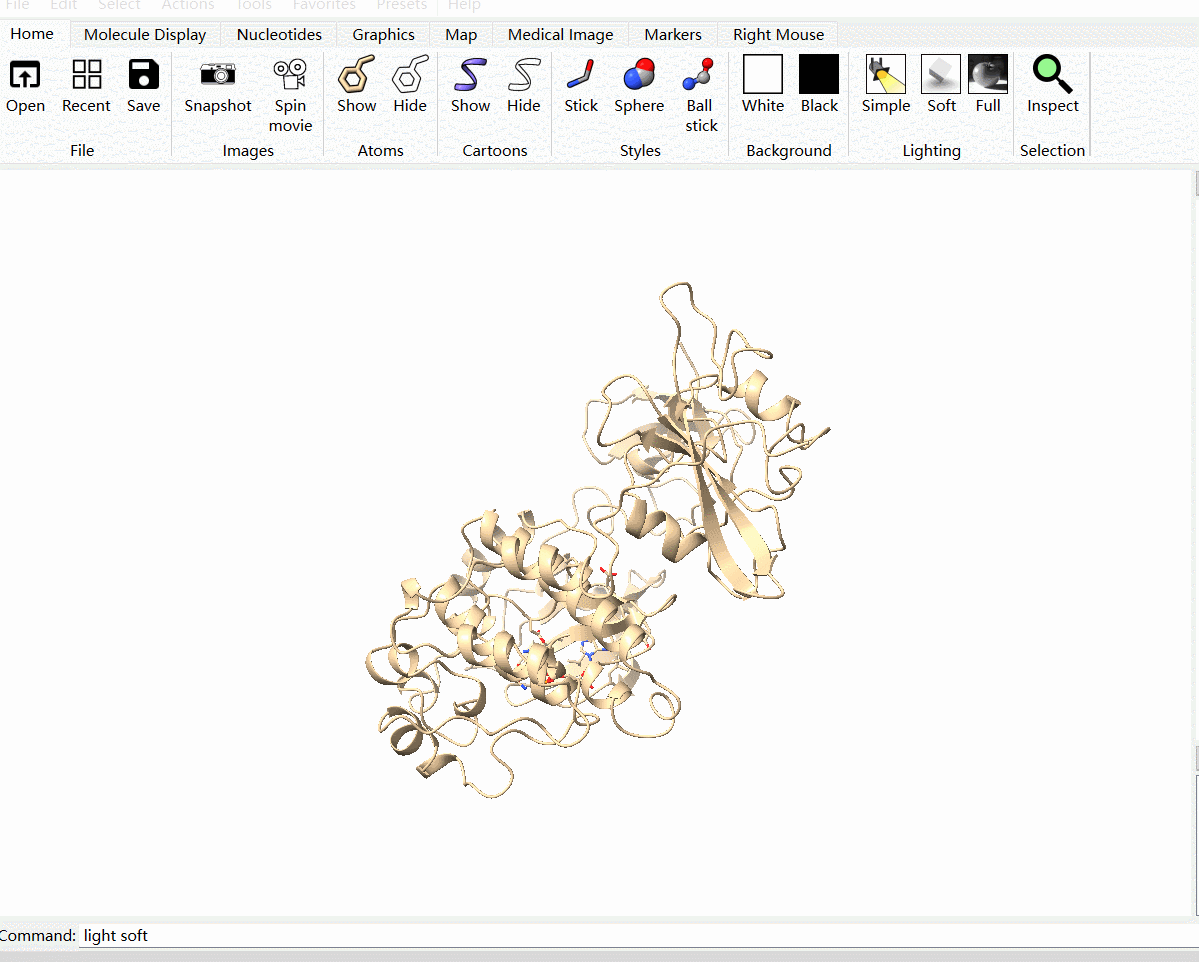 File Edit Select Actions Tools Favorites Presets Help
Home Molecule Display Nucleotides Graphics Map Medical Image Markers Right Mouse
Open Recent Save Snapshot Spin movie Show Hide Show Hide Stick Sphere Ball stick White Black Simple Soft Full Inspect
File Images Atoms Cartoons Styles Background Lighting Selection
Command: light soft